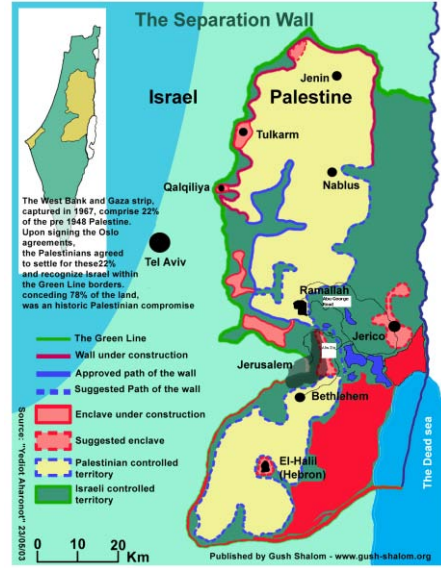 The Separation Wall
Israel
Palestine
Jenin
Tulkarm
Nablus
Qalqiliya
The West Bank and Gaza strip,
captured in 1967, comprise 22%
of the pre 1948 Palestine.
Upon signing the Oslo
agreements,
the Palestinians agreed
to settle for these22%
and recognize Israel within
the Green Line borders.
conceding 78% of the land,
was an historic Palestinian compromise
Tel Aviv
Ramallah
Abu-George
Road
Jerico
Jerusalem
Bethlehem
El-Halil
(Hebron)
The Dead sea
The Green Line
Wall under construction
Approved path of the wall
Suggested Path of the wall
Enclave under construction
Suggested enclave
Palestinian controlled
territory
Israeli controlled
territory
Source: "Yediot Aharonot" 23/05/03
0 10 20
Km
Published by Gush Shalom - www.gush-shalom.org